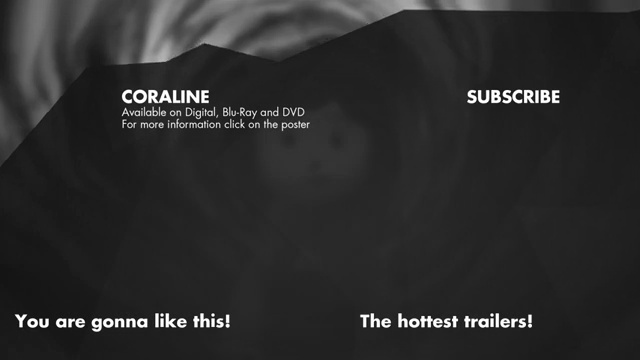 CORALINE
SUBSCRIBE
Available on Digital, Blu-Ray and DVD
For more information click on the poster
You are gonna like this!
The hottest trailers!